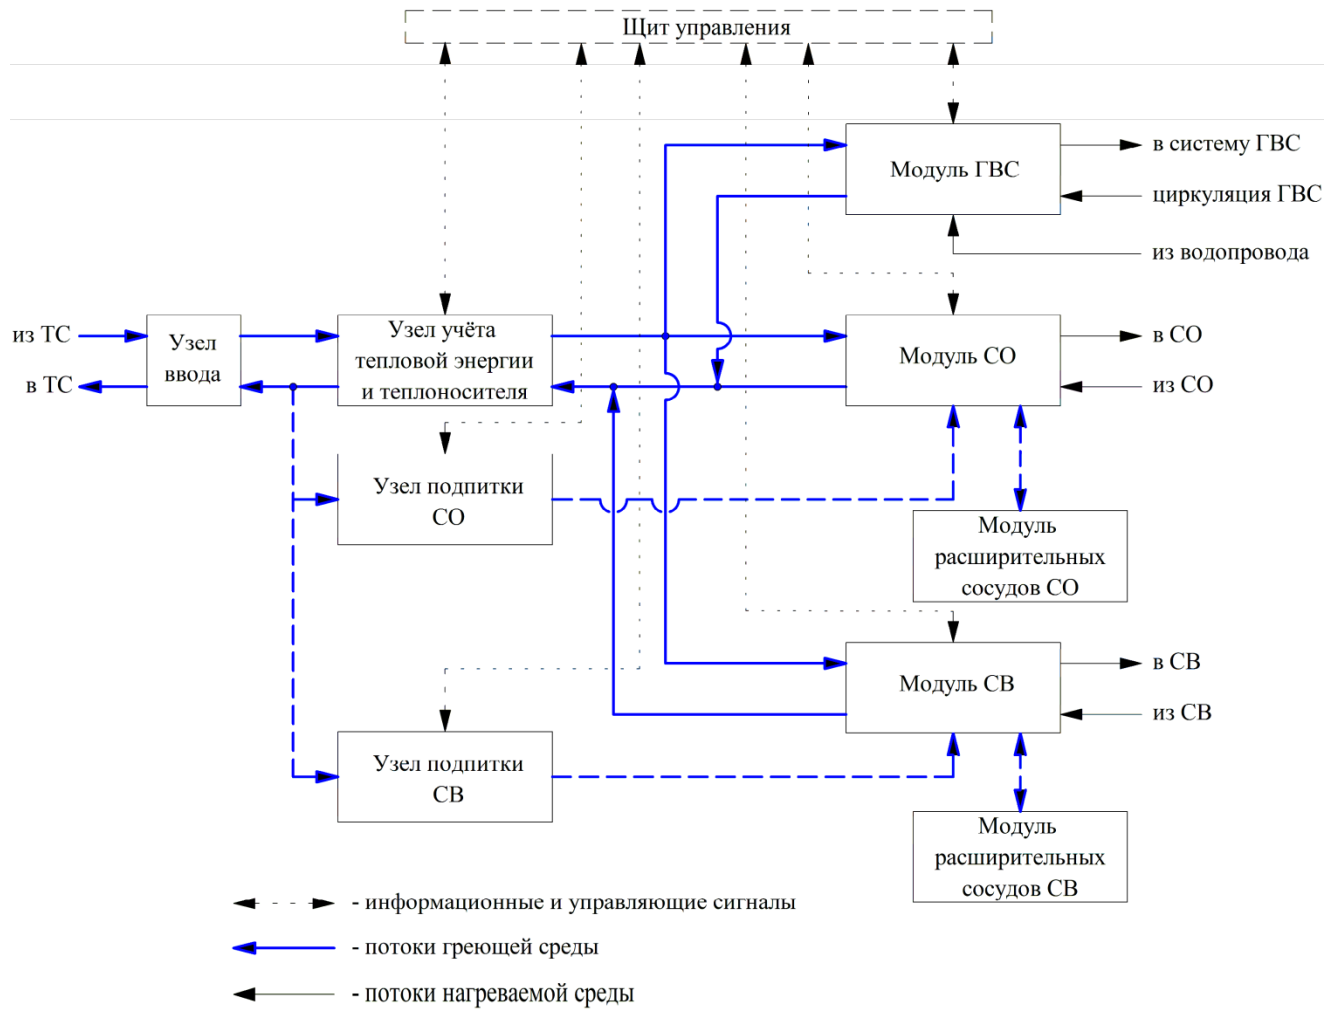 Щит управления
Модуль ГВС
в систему ГВС
циркуляция ГВС
из водопровода
из ТС
в ТС
Узел
ввода
Узел учёта
тепловой энергии
и теплоносителя
Модуль СО
в СО
из СО
Узел подпитки
СО
Модуль
расширительных
сосудов СО
Модуль СВ
в СВ
из СВ
Узел подпитки
СВ
Модуль
расширительных
сосудов СВ
- информационные и управляющие сигналы
- потоки греющей среды
- потоки нагреваемой среды